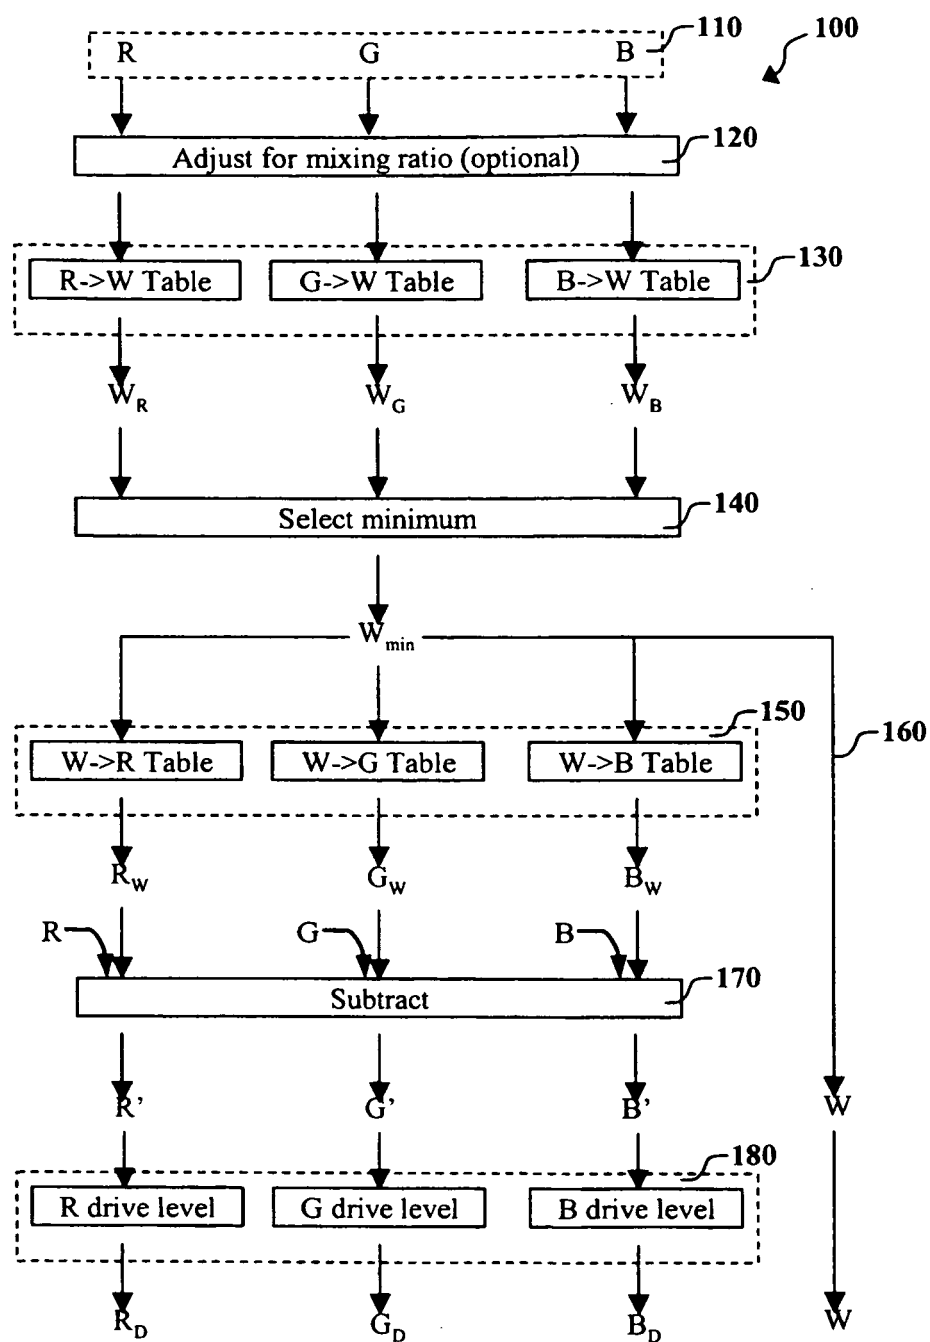 110
100
R G B
120
Adjust for mixing ratio (optional)
130
R->W Table G->W Table B->W Table
W_R W_G W_B
140
Select minimum
W_min
150
160
W->R Table W->G Table W->B Table
R_W G_W B_W
R G B
170
Subtract
R' G' B' W
180
R drive level G drive level B drive level
R_D G_D B_D W